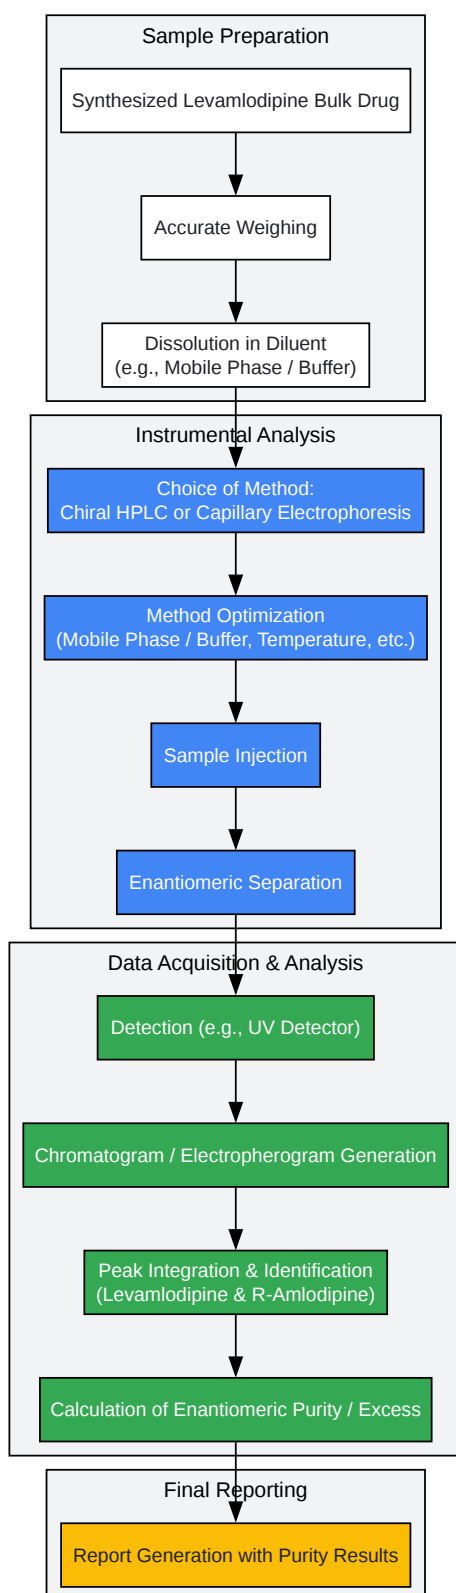 Sample Preparation
Synthesized Levamlodipine Bulk Drug
Accurate Weighing
Dissolution in Diluent
(e.g., Mobile Phase / Buffer)
Instrumental Analysis
Choice of Method:
Chiral HPLC or Capillary Electrophoresis
Method Optimization
(Mobile Phase / Buffer, Temperature, etc.)
Sample Injection
Enantiomeric Separation
Data Acquisition & Analysis
Detection (e.g., UV Detector)
Chromatogram / Electropherogram Generation
Peak Integration & Identification
(Levamlodipine & R-Amlodipine)
Calculation of Enantiomeric Purity / Excess
Final Reporting
Report Generation with Purity Results